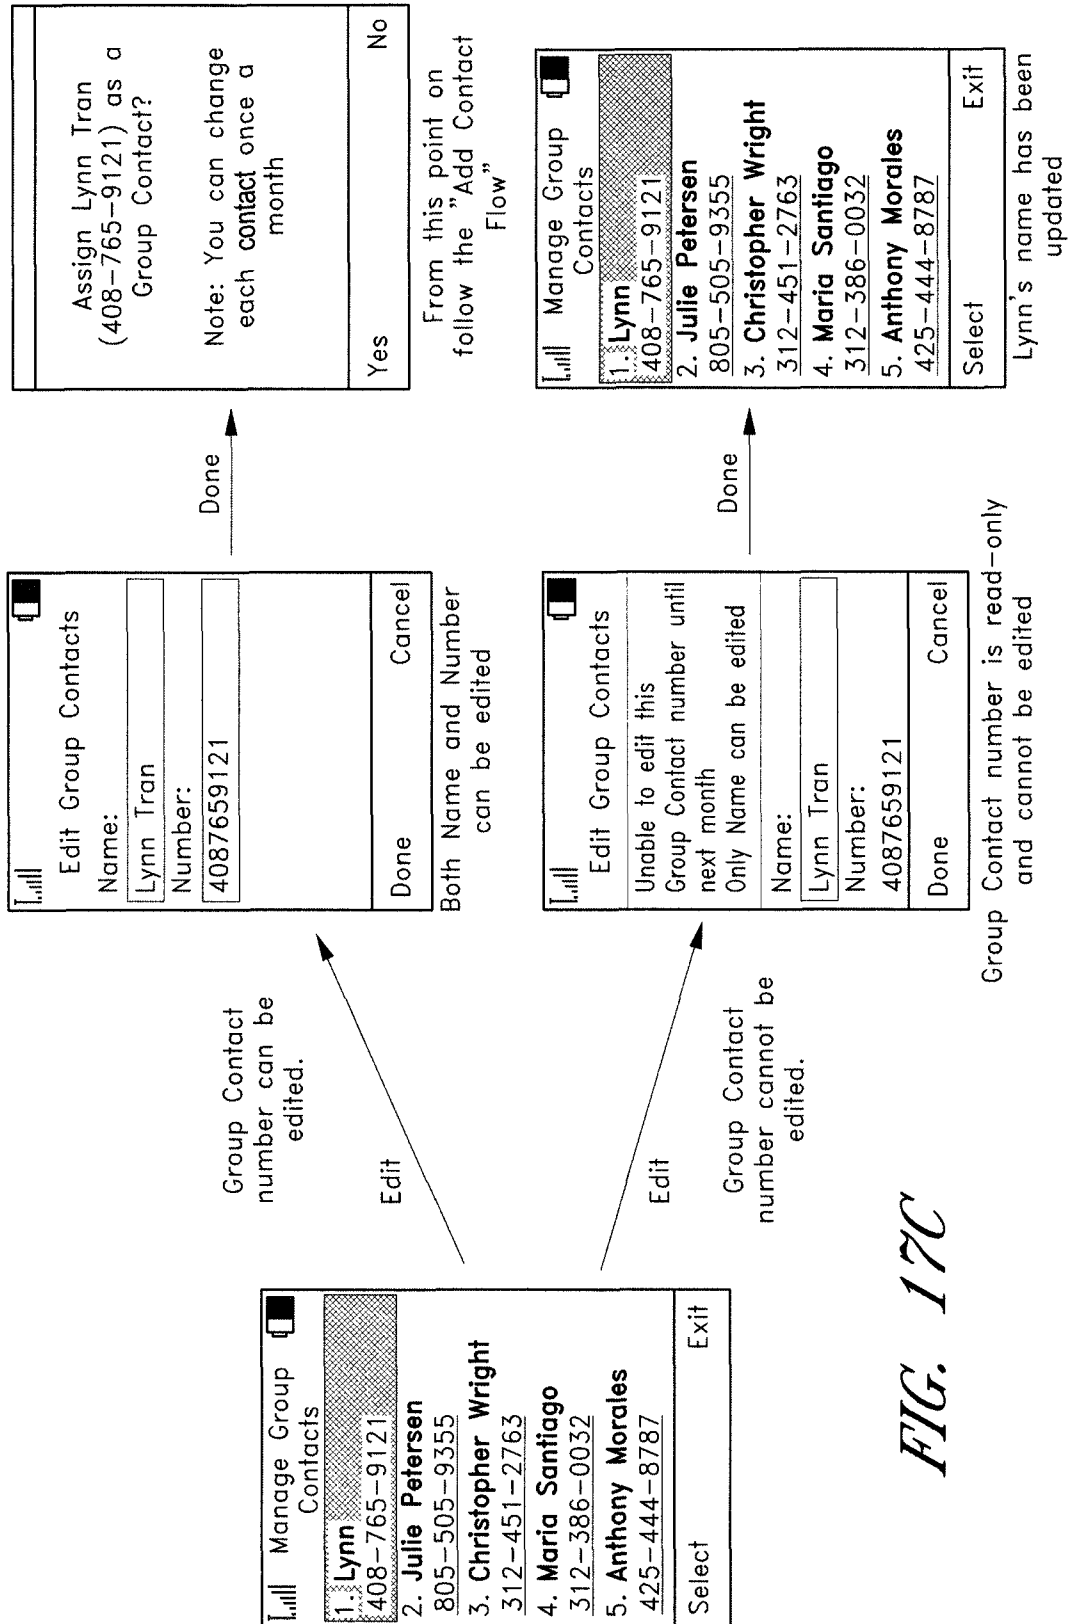 Manage Group
Contacts
1. Lynn
408-765-9121
2. Julie Petersen
805-505-9355
3. Christopher Wright
312-451-2763
4. Maria Santiago
312-386-0032
5. Anthony Morales
425-444-8787
Select Exit
Group Contact
number can be
edited.
Edit
Edit
Group Contact
number cannot be
edited.
Edit Group Contacts
Name:
Lynn Tran
Number:
4087659121
Done Cancel
Both Name and Number
can be edited
Edit Group Contacts
Unable to edit this
Group Contact number until
next month
Only Name can be edited
Name:
Lynn Tran
Number:
4087659121
Done Cancel
Group Contact number is read-only
and cannot be edited
Done
Done
Assign Lynn Tran
(408-765-9121) as a
Group Contact?
Note: You can change
each contact once a
month
Yes No
From this point on
follow the "Add Contact
Flow"
Manage Group
Contacts
1. Lynn
408-765-9121
2. Julie Petersen
805-505-9355
3. Christopher Wright
312-451-2763
4. Maria Santiago
312-386-0032
5. Anthony Morales
425-444-8787
Select Exit
Lynn's name has been
updated
FIG. 17C